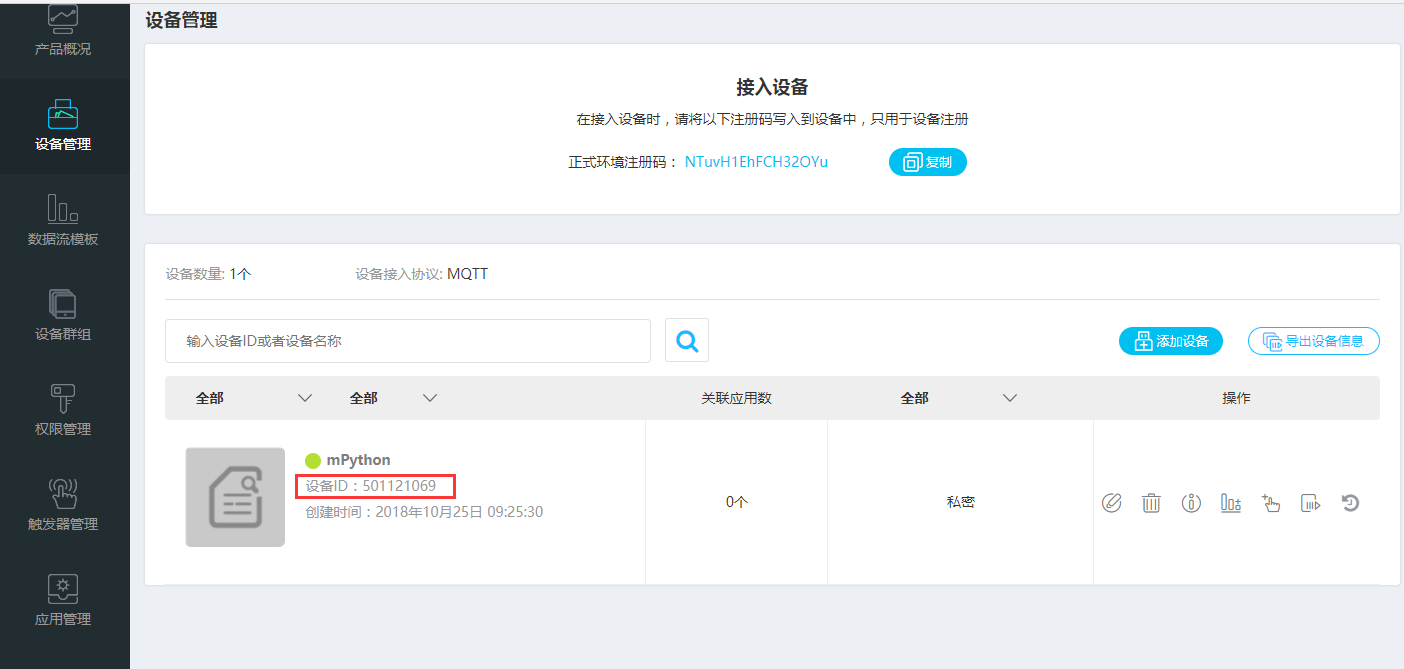 产品概况
设备管理
数据流模板
设备群组
权限管理
触发器管理
应用管理
设备管理
接入设备
在接入设备时，请将以下注册码写入到设备中，只用于设备注册
正式环境注册码： NTuvH1EhFCH32OYu 复制
设备数量: 1个 设备接入协议: MQTT
输入设备ID或者设备名称 添加设备 导出设备信息
全部 全部 关联应用数 全部 操作
mPython
设备ID：501121069
创建时间：2018年10月25日 09:25:30
0个 私密